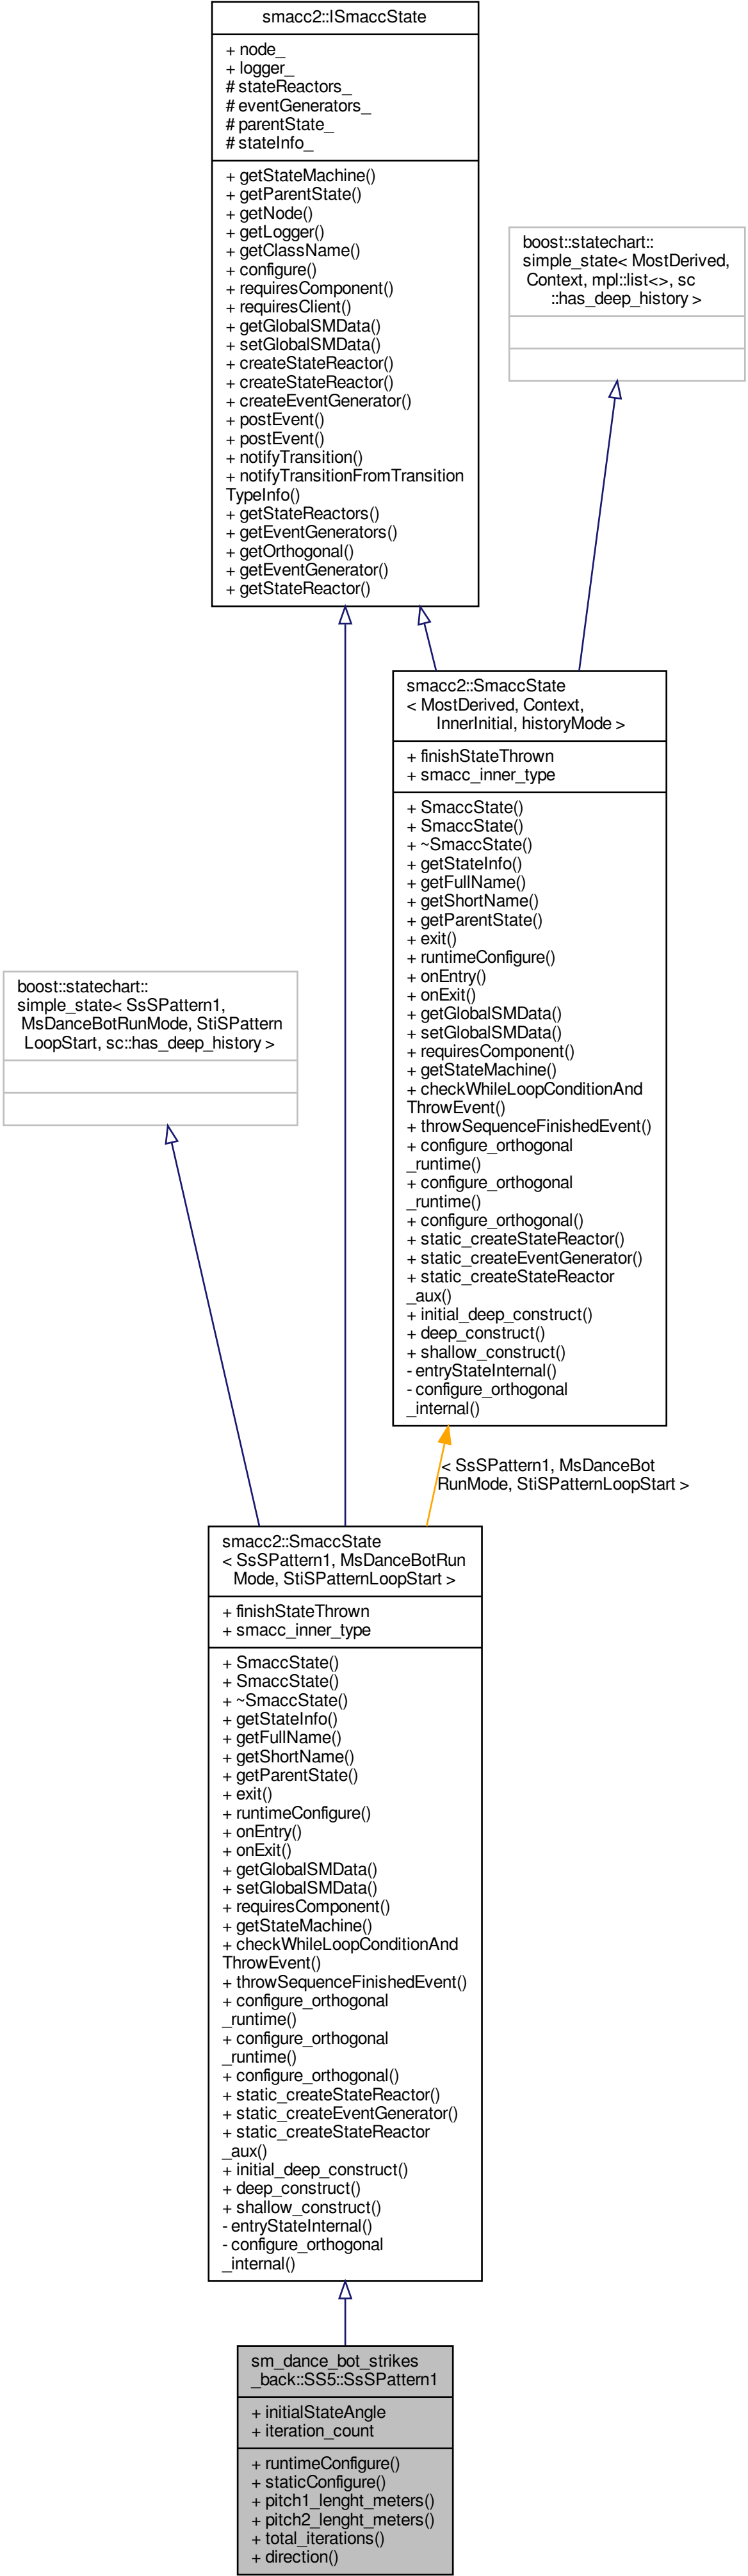 smacc2::ISmaccState
+ node_
+ logger_
# stateReactors_
# eventGenerators_
# parentState_
# stateInfo_
+ getStateMachine()
+ getParentState()
+ getNode()
+ getLogger()
+ getClassName()
+ configure()
+ requiresComponent()
+ requiresClient()
+ getGlobalSMData()
+ setGlobalSMData()
+ createStateReactor()
+ createStateReactor()
+ createEventGenerator()
+ postEvent()
+ postEvent()
+ notifyTransition()
+ notifyTransitionFromTransition
TypeInfo()
+ getStateReactors()
+ getEventGenerators()
+ getOrthogonal()
+ getEventGenerator()
+ getStateReactor()
boost::statechart::
simple_state< MostDerived,
Context, mpl::list<>, sc
::has_deep_history >
smacc2::SmaccState
< MostDerived, Context,
InnerInitial, historyMode >
+ finishStateThrown
+ smacc_inner_type
+ SmaccState()
+ SmaccState()
+ ~SmaccState()
+ getStateInfo()
+ getFullName()
+ getShortName()
+ getParentState()
+ exit()
+ runtimeConfigure()
+ onEntry()
+ onExit()
+ getGlobalSMData()
+ setGlobalSMData()
+ requiresComponent()
+ getStateMachine()
+ checkWhileLoopConditionAnd
ThrowEvent()
+ throwSequenceFinishedEvent()
+ configure_orthogonal
_runtime()
+ configure_orthogonal
_runtime()
+ configure_orthogonal()
+ static_createStateReactor()
+ static_createEventGenerator()
+ static_createStateReactor
_aux()
+ initial_deep_construct()
+ deep_construct()
+ shallow_construct()
- entryStateInternal()
- configure_orthogonal
_internal()
boost::statechart::
simple_state< SsSPattern1,
MsDanceBotRunMode, StiSPattern
LoopStart, sc::has_deep_history >
< SsSPattern1, MsDanceBot
RunMode, StiSPatternLoopStart >
smacc2::SmaccState
< SsSPattern1, MsDanceBotRun
Mode, StiSPatternLoopStart >
+ finishStateThrown
+ smacc_inner_type
+ SmaccState()
+ SmaccState()
+ ~SmaccState()
+ getStateInfo()
+ getFullName()
+ getShortName()
+ getParentState()
+ exit()
+ runtimeConfigure()
+ onEntry()
+ onExit()
+ getGlobalSMData()
+ setGlobalSMData()
+ requiresComponent()
+ getStateMachine()
+ checkWhileLoopConditionAnd
ThrowEvent()
+ throwSequenceFinishedEvent()
+ configure_orthogonal
_runtime()
+ configure_orthogonal
_runtime()
+ configure_orthogonal()
+ static_createStateReactor()
+ static_createEventGenerator()
+ static_createStateReactor
_aux()
+ initial_deep_construct()
+ deep_construct()
+ shallow_construct()
- entryStateInternal()
- configure_orthogonal
_internal()
sm_dance_bot_strikes
_back::SS5::SsSPattern1
+ initialStateAngle
+ iteration_count
+ runtimeConfigure()
+ staticConfigure()
+ pitch1_lenght_meters()
+ pitch2_lenght_meters()
+ total_iterations()
+ direction()